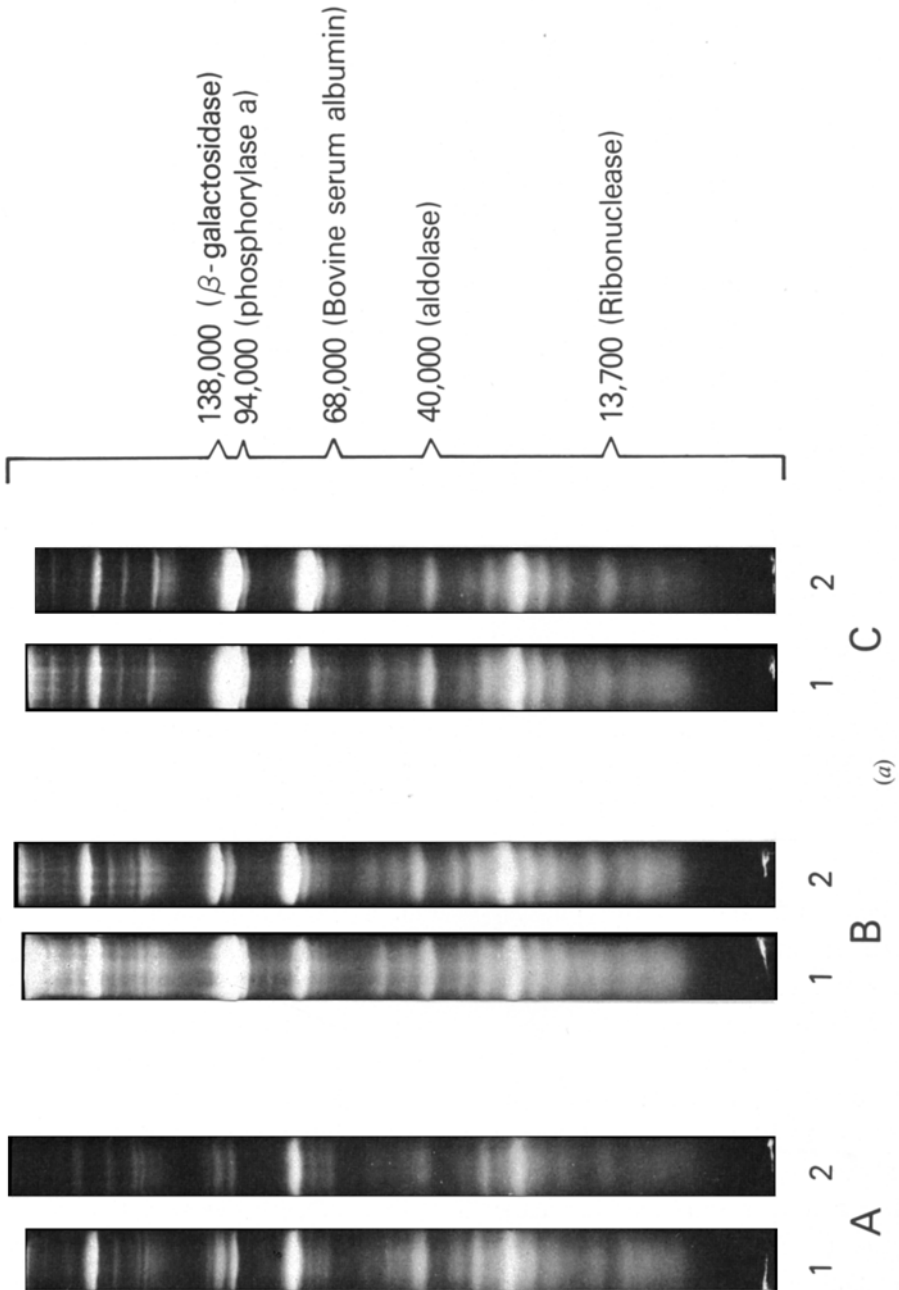 138,000 (β-galactosidase)
94,000 (phosphorylase a)
68,000 (Bovine serum albumin)
40,000 (aldolase)
13,700 (Ribonuclease)
1 2 1 2 1 2
A B C
(a)